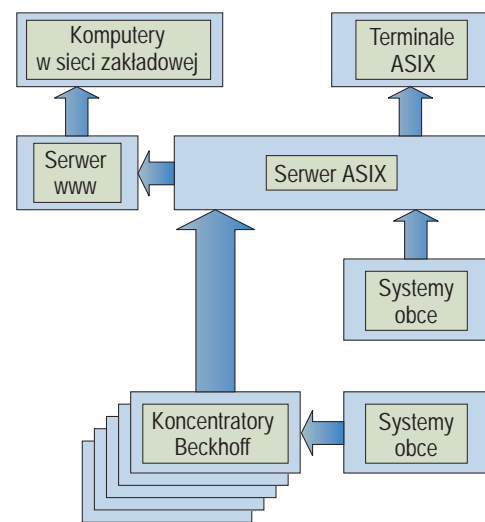 Komputery
w sieci zakładowej
Terminale
ASIX
Serwer
www
Serwer ASIX
Systemy
obce
Koncentratory
Beckhoff
Systemy
obce